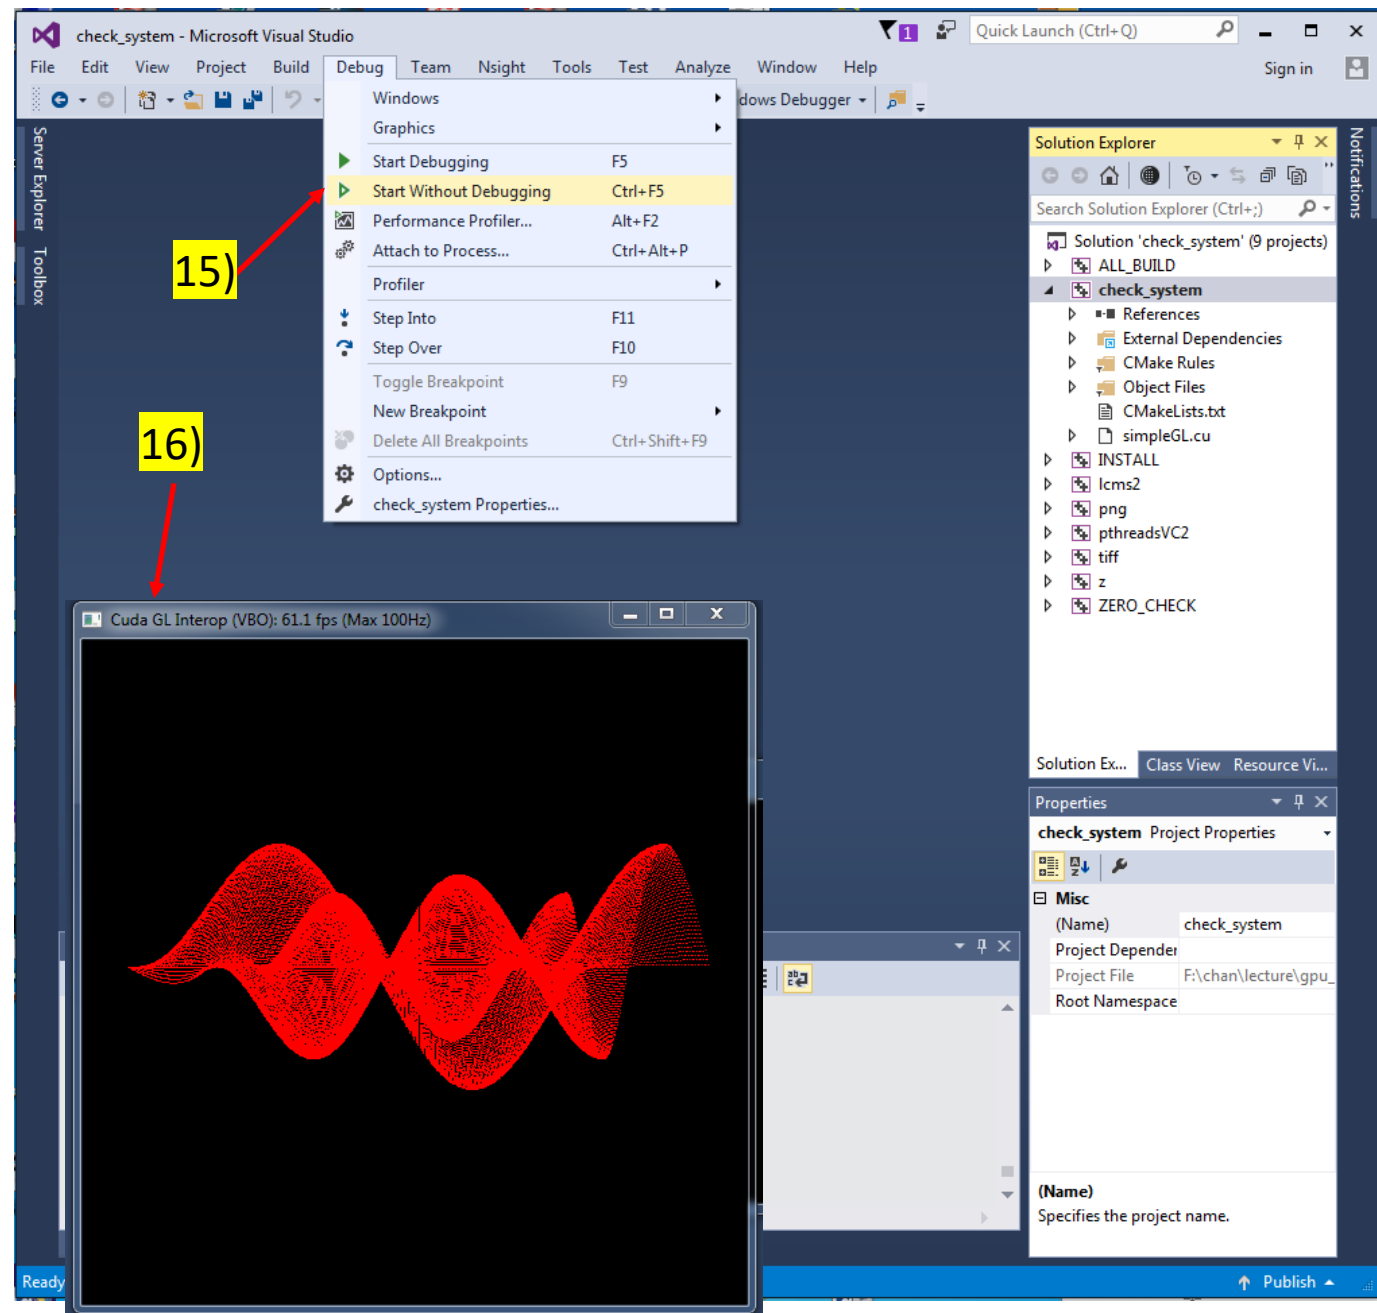 check_system - Microsoft Visual Studio
1
Quick Launch (Ctrl+Q)
File Edit View Project Build Debug Team Nsight Tools Test Analyze Window Help
Sign in
dows Debugger
Server Explorer
Toolbox
Notifications
Windows
Graphics
Start Debugging F5
Start Without Debugging Ctrl+F5
Performance Profiler... Alt+F2
Attach to Process... Ctrl+Alt+P
Profiler
Step Into F11
Step Over F10
Toggle Breakpoint F9
New Breakpoint
Delete All Breakpoints Ctrl+Shift+F9
Options...
check_system Properties...
15)
16)
Cuda GL Interop (VBO): 61.1 fps (Max 100Hz)
Solution Explorer
Search Solution Explorer (Ctrl+;)
Solution 'check_system' (9 projects)
ALL_BUILD
check_system
References
External Dependencies
CMake Rules
Object Files
CMakeLists.txt
simpleGL.cu
INSTALL
lcms2
png
pthreadsVC2
tiff
z
ZERO_CHECK
Solution Ex... Class View Resource Vi...
Properties
check_system Project Properties
Misc
(Name) check_system
Project Depender
Project File F:\chan\lecture\gpu_
Root Namespace
(Name)
Specifies the project name.
Ready
Publish